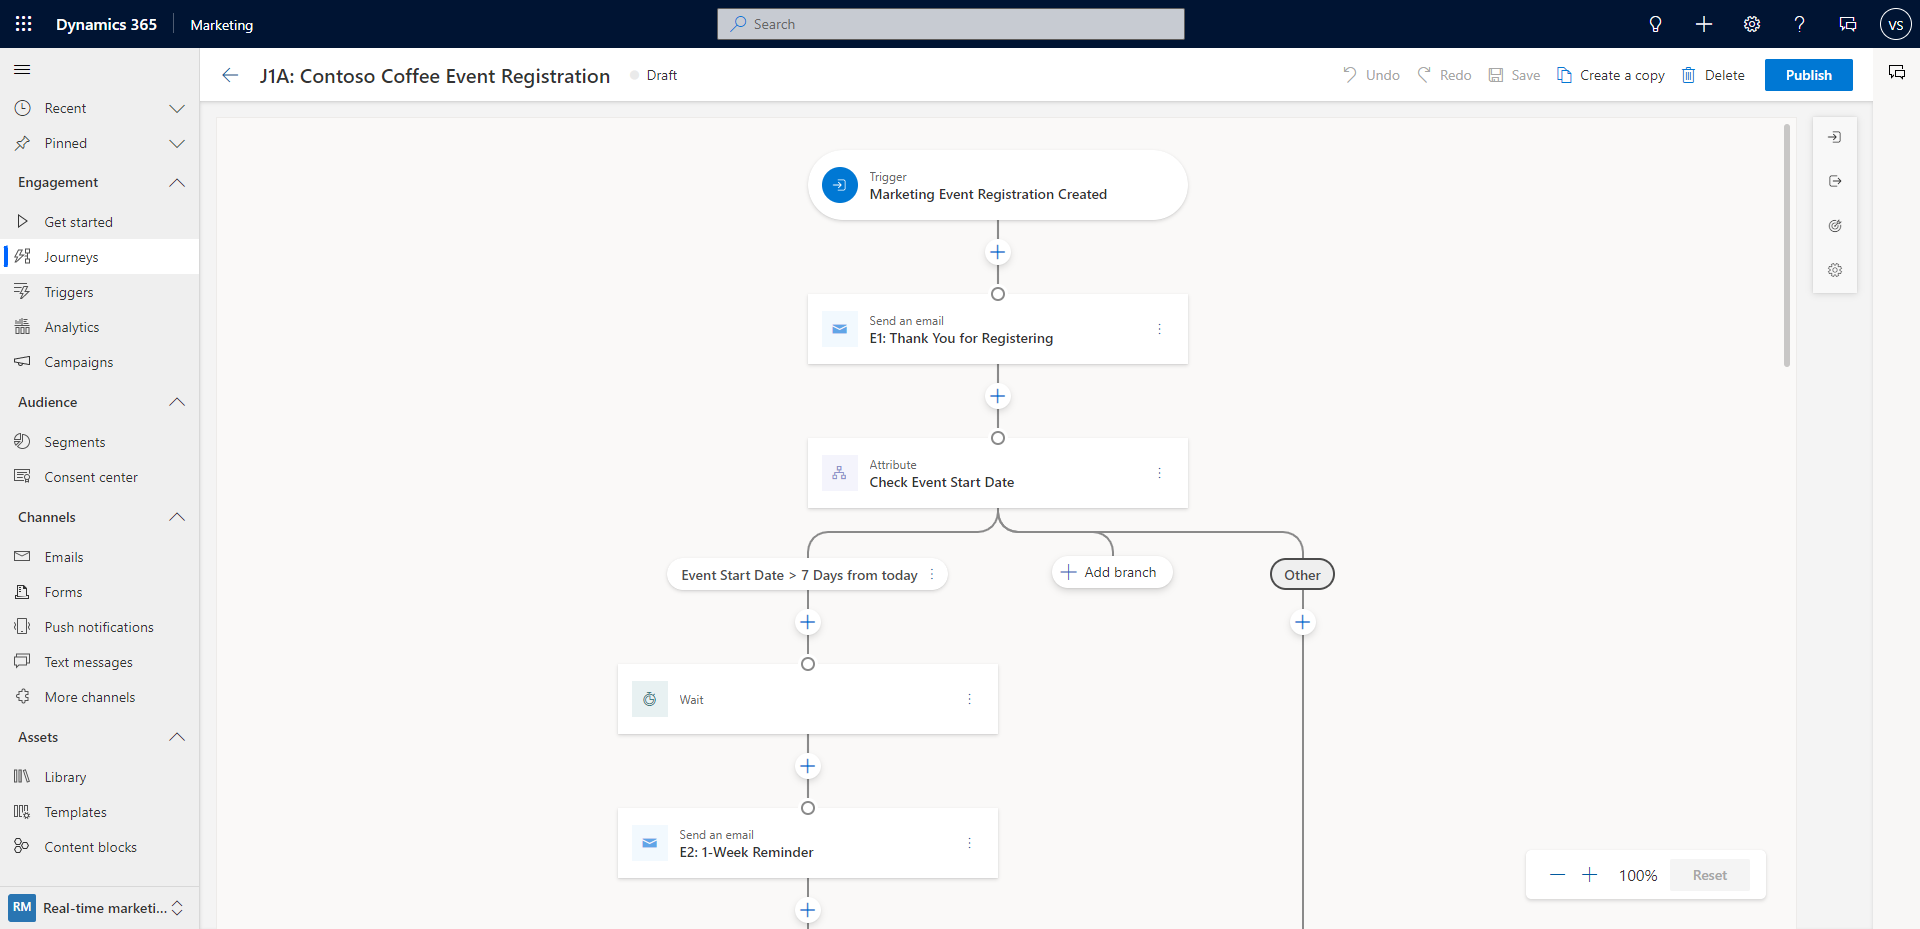 Dynamics 365
Marketing
Search
VS
J1A: Contoso Coffee Event Registration
Draft
Undo
Redo
Save
Create a copy
Delete
Publish
Recent
Pinned
Engagement
Get started
Journeys
Triggers
Analytics
Campaigns
Audience
Segments
Consent center
Channels
Emails
Forms
Push notifications
Text messages
More channels
Assets
Library
Templates
Content blocks
RM
Real-time marketi...
Trigger
Marketing Event Registration Created
Send an email
E1: Thank You for Registering
Attribute
Check Event Start Date
Event Start Date > 7 Days from today
Add branch
Other
Wait
Send an email
E2: 1-Week Reminder
100%
Reset